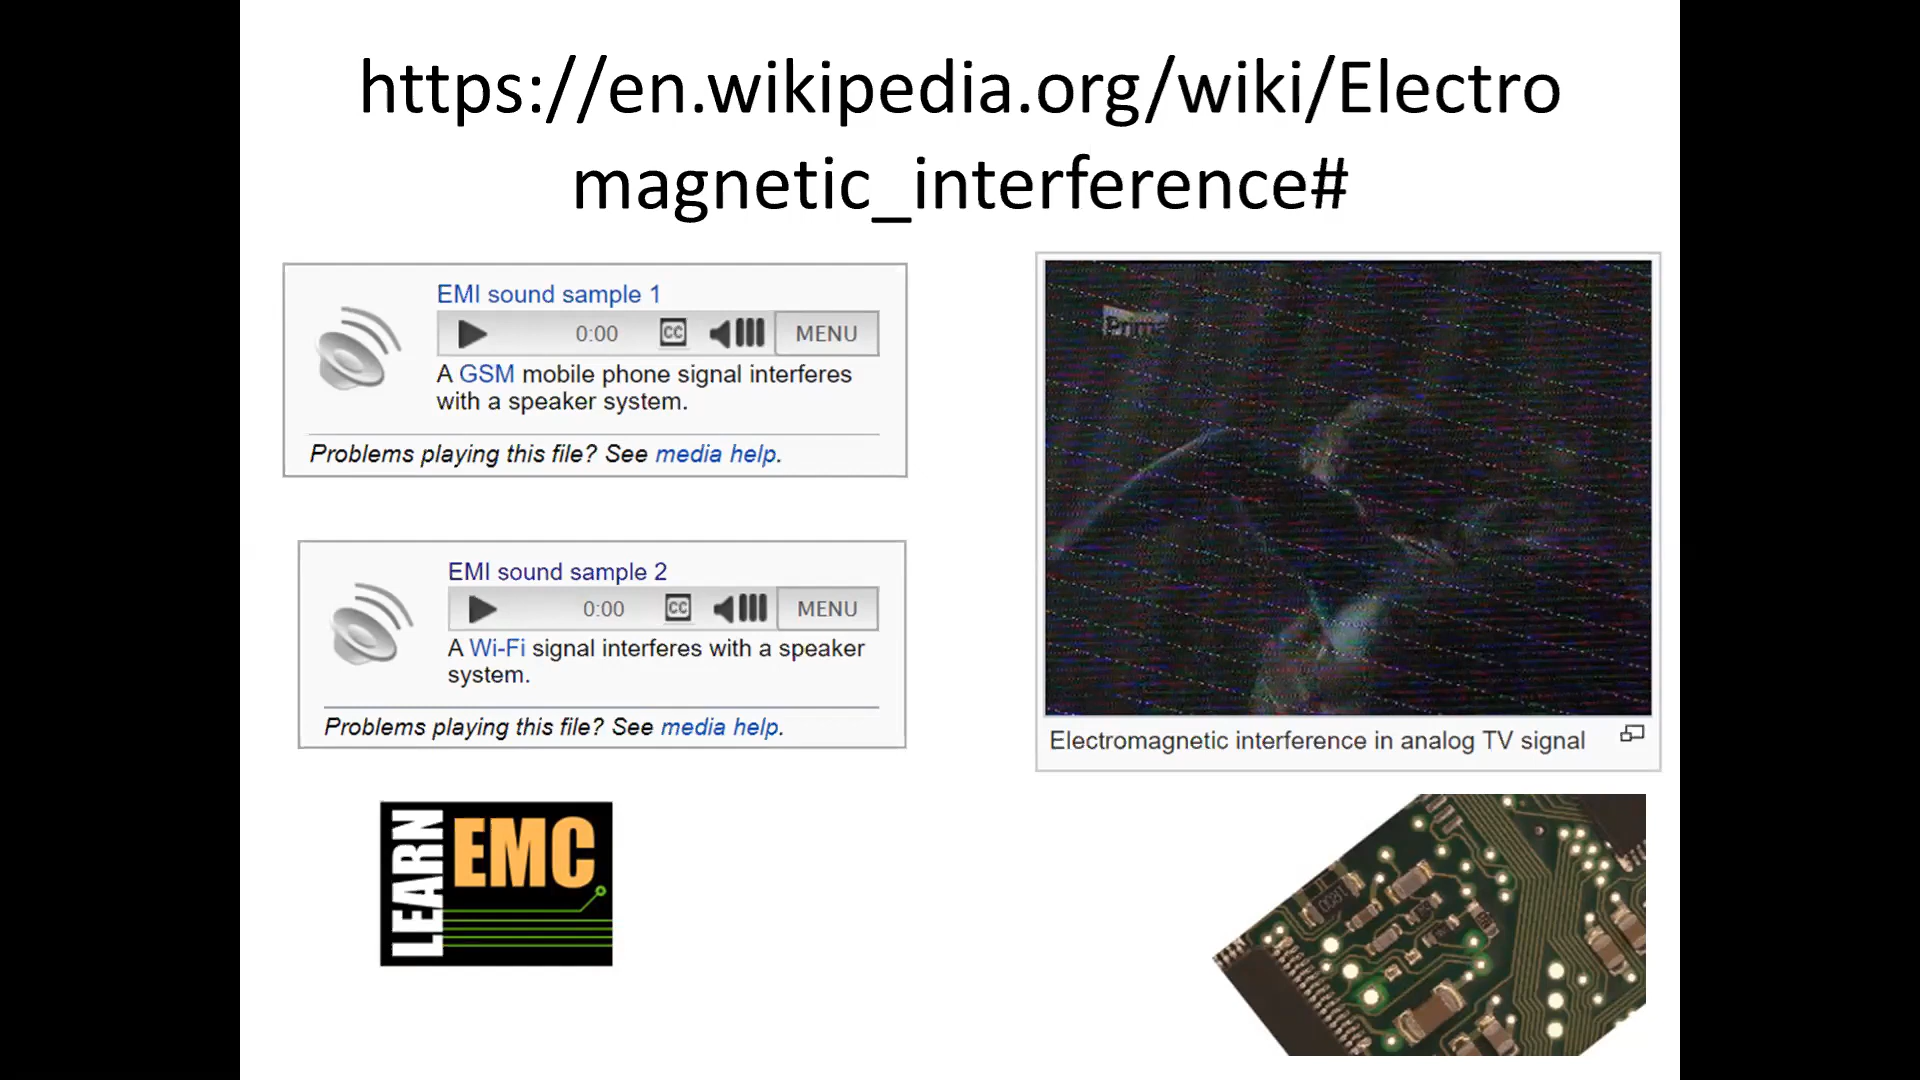 https://en.wikipedia.org/wiki/Electro
magnetic_interference#
EMI sound sample 1
0:00 CC MENU
A GSM mobile phone signal interferes
with a speaker system.
Problems playing this file? See media help.
EMI sound sample 2
0:00 CC MENU
A Wi-Fi signal interferes with a speaker
system.
Problems playing this file? See media help.
Prima
Electromagnetic interference in analog TV signal
LEARN
EMC